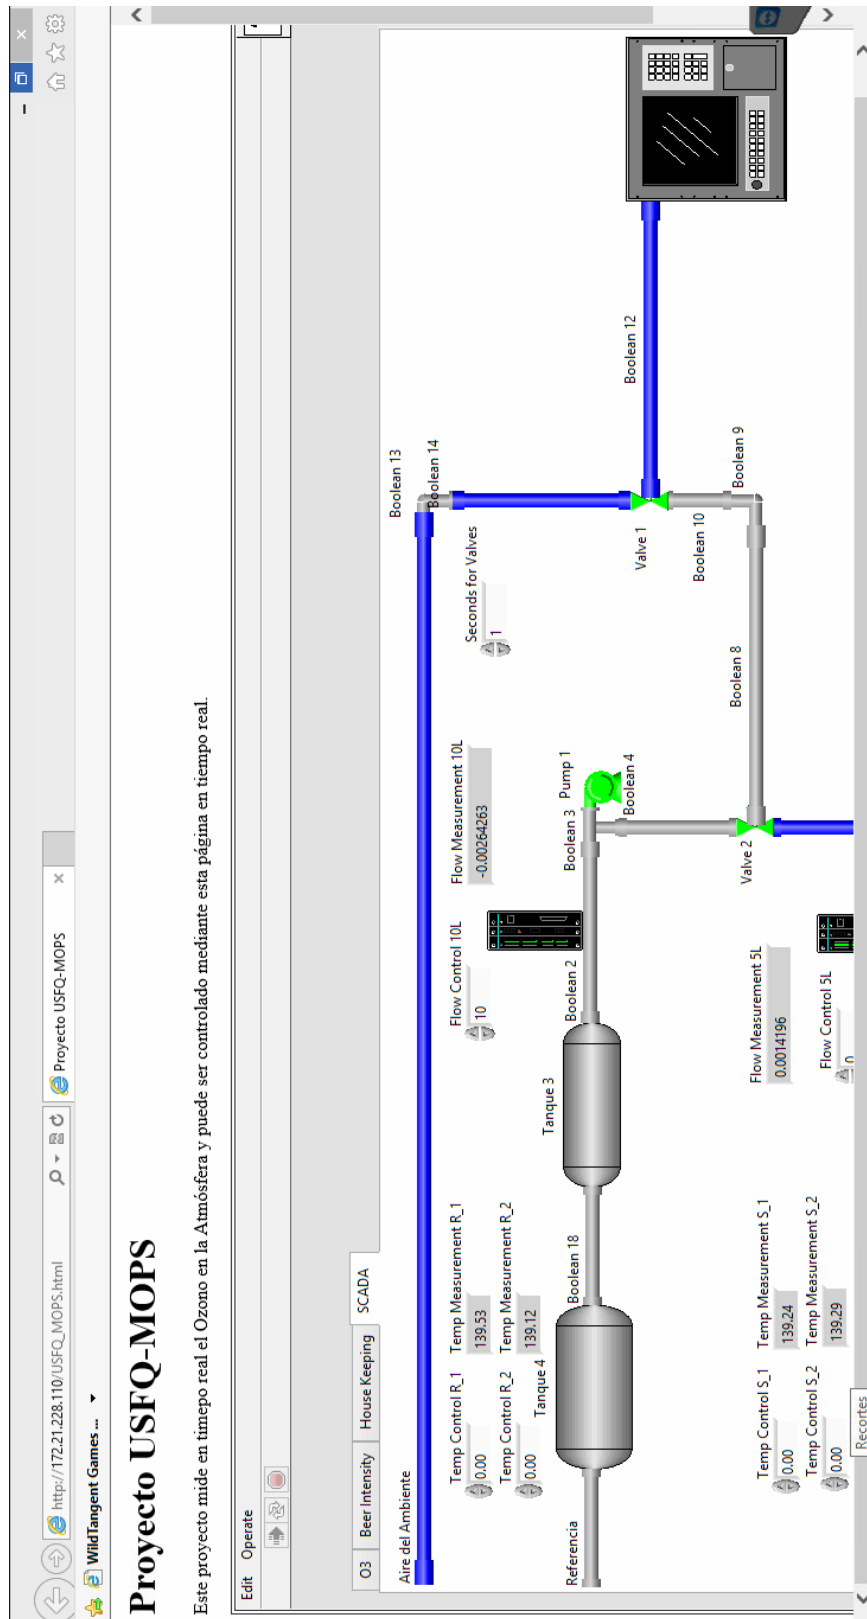 http://172.21.228.110/USFQ_MOPS.html
Proyecto USFQ-MOPS
WildTangent Games ...
Proyecto USFQ-MOPS
Este proyecto mide en timepo real el Ozono en la Atmósfera y puede ser controlado mediante esta página en tiempo real.
Edit Operate
O3 Beer Intensity House Keeping SCADA
Aire del Ambiente
Boolean 13
Boolean 14
Temp Control R_1
0.00
Temp Measurement R_1
139.53
Flow Control 10L
10
Flow Measurement 10L
-0.00264263
Seconds for Valves
1
Temp Control R_2
0.00
Temp Measurement R_2
139.12
Tanque 4
Tanque 3
Pump 1
Referencia
Boolean 18
Boolean 2
Boolean 3
Boolean 4
Boolean 12
Valve 1
Boolean 10
Boolean 9
Boolean 8
Valve 2
Temp Control S_1
0.00
Temp Measurement S_1
139.24
Flow Measurement 5L
0.0014196
Temp Control S_2
0.00
Temp Measurement S_2
139.29
Flow Control 5L
0
Recortes